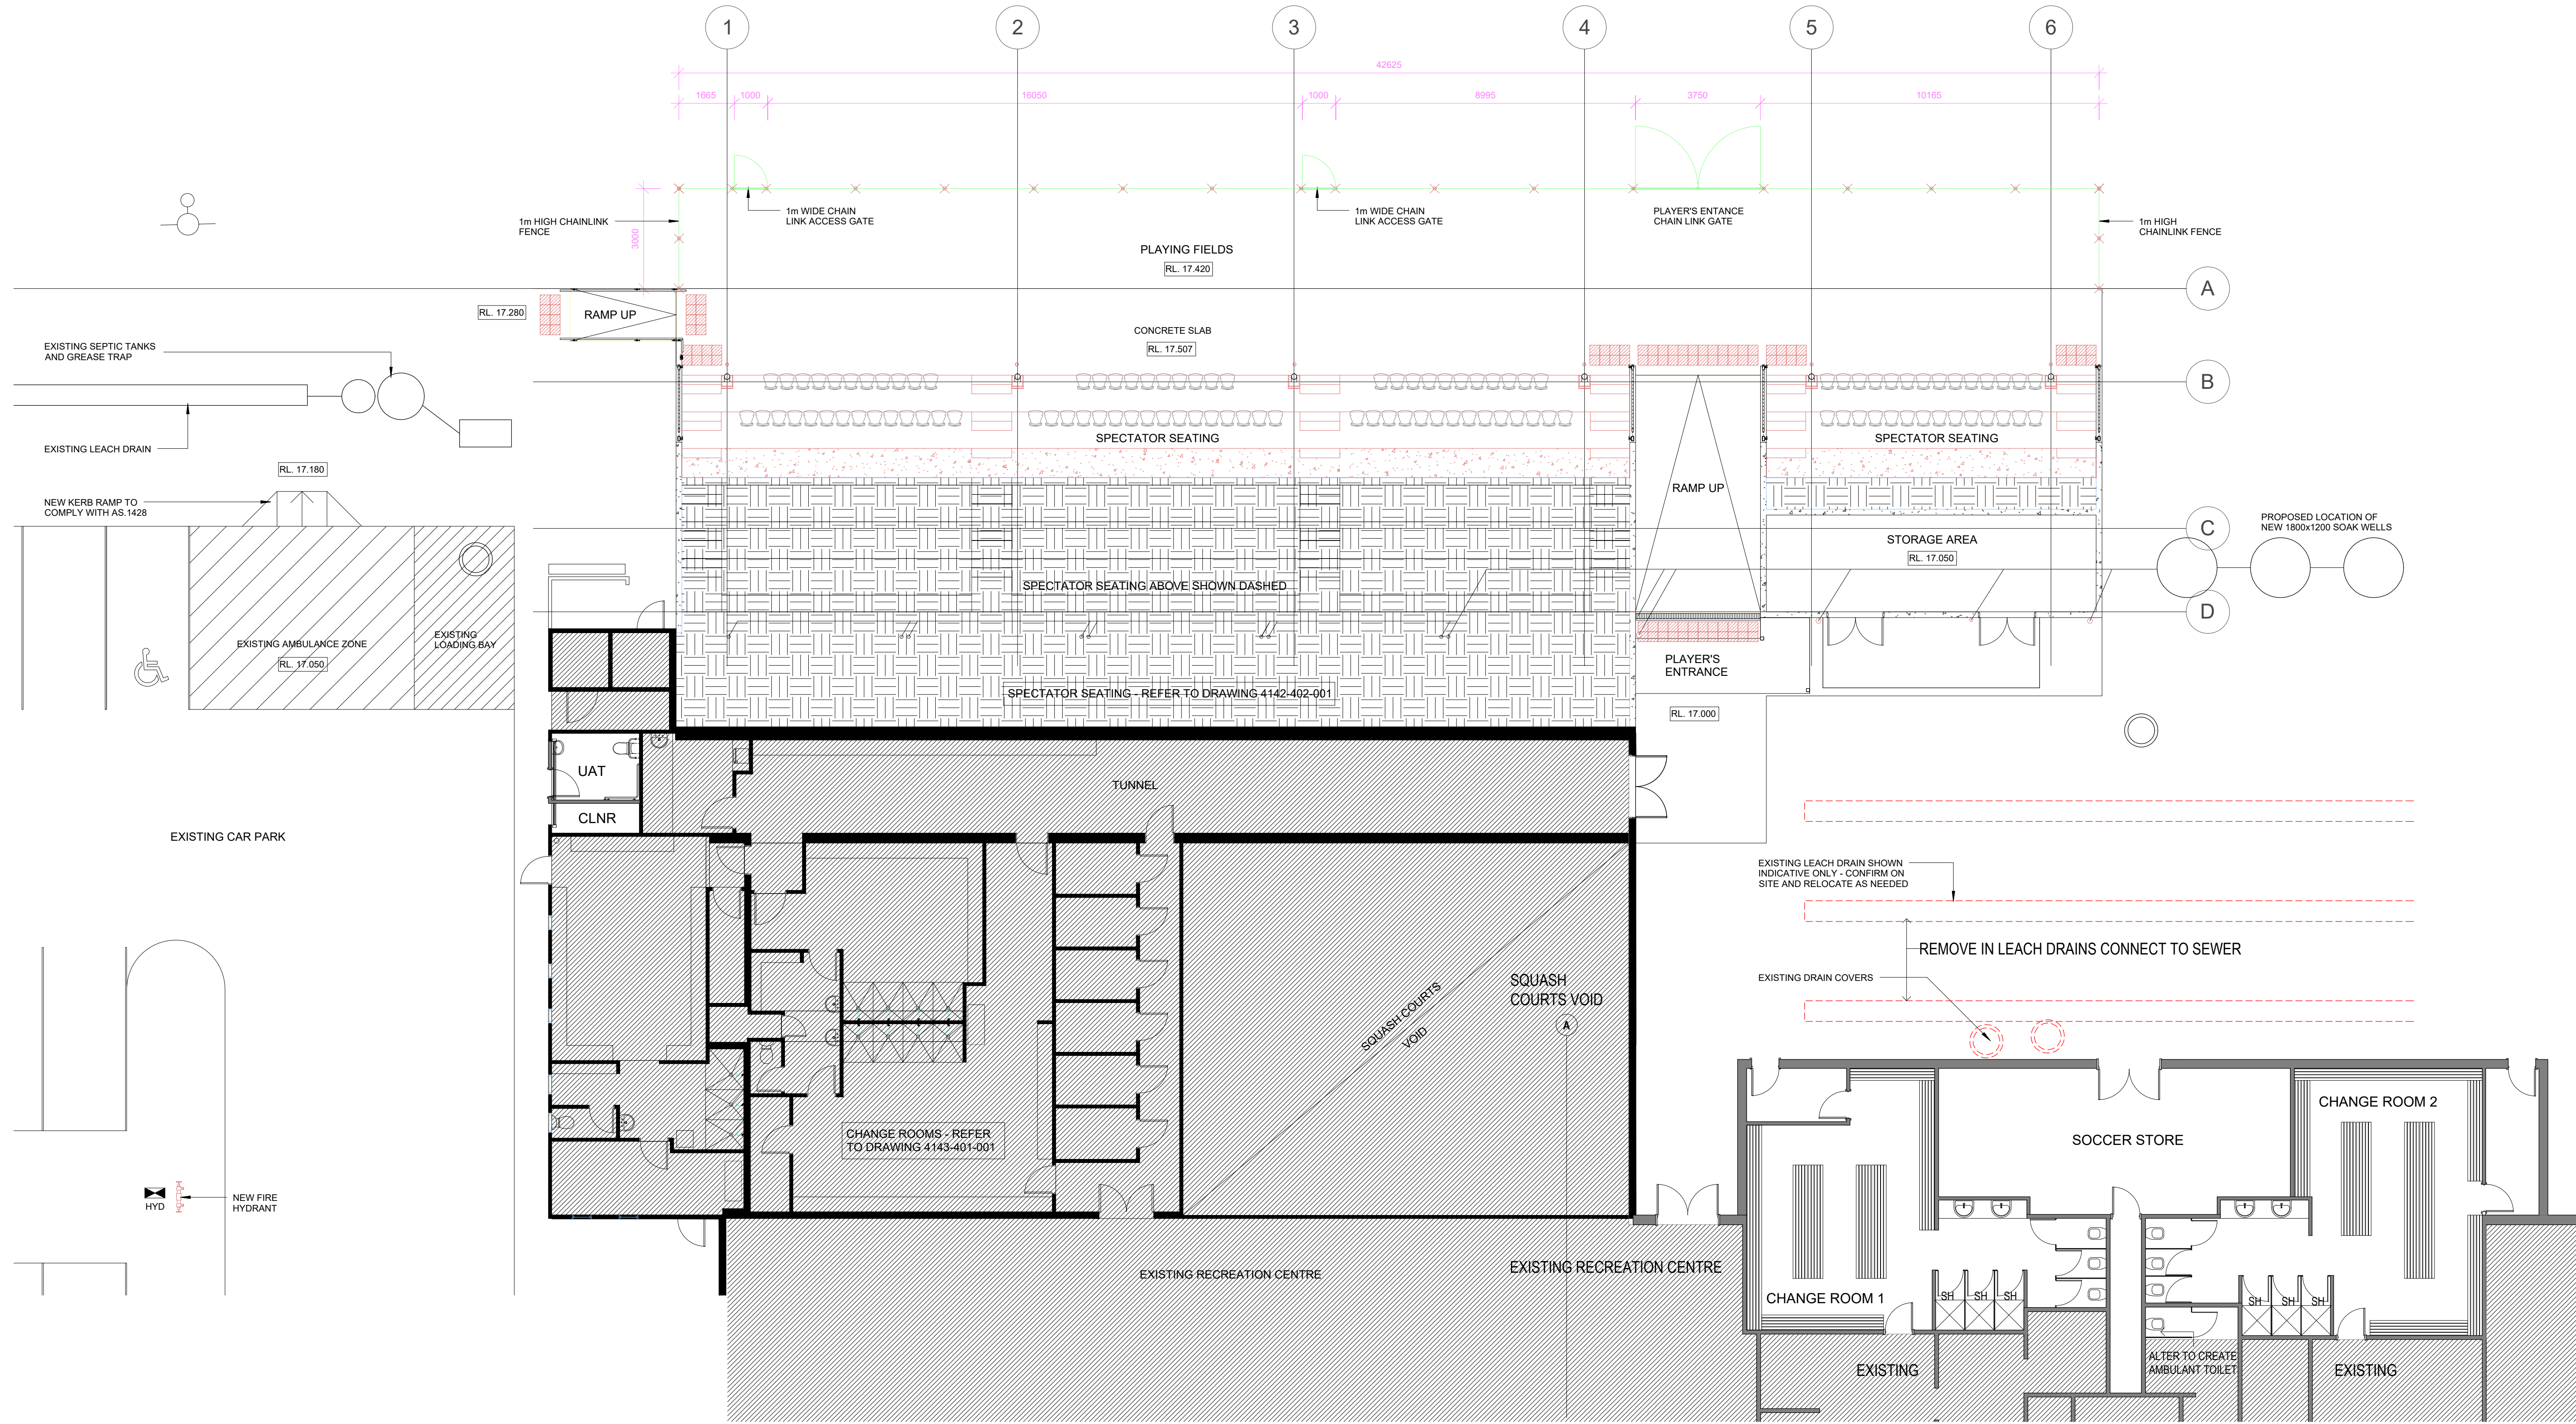 1
2
3
4
5
6
42625
1665
1000
16050
1000
8995
3750
10165
3000
1m HIGH CHAINLINK
FENCE
1m WIDE CHAIN
LINK ACCESS GATE
1m WIDE CHAIN
LINK ACCESS GATE
PLAYER'S ENTANCE
CHAIN LINK GATE
1m HIGH
CHAINLINK FENCE
PLAYING FIELDS
RL. 17.420
A
RL. 17.280
RAMP UP
CONCRETE SLAB
RL. 17.507
EXISTING SEPTIC TANKS
AND GREASE TRAP
B
EXISTING LEACH DRAIN
SPECTATOR SEATING
SPECTATOR SEATING
RL. 17.180
NEW KERB RAMP TO
COMPLY WITH AS.1428
RAMP UP
C
PROPOSED LOCATION OF
NEW 1800x1200 SOAK WELLS
STORAGE AREA
RL. 17.050
SPECTATOR SEATING ABOVE SHOWN DASHED
D
EXISTING AMBULANCE ZONE
RL. 17.050
EXISTING
LOADING BAY
PLAYER'S
ENTRANCE
SPECTATOR SEATING - REFER TO DRAWING 4142-402-001
RL. 17.000
UAT
TUNNEL
CLNR
EXISTING CAR PARK
EXISTING LEACH DRAIN SHOWN
INDICATIVE ONLY - CONFIRM ON
SITE AND RELOCATE AS NEEDED
REMOVE IN LEACH DRAINS CONNECT TO SEWER
EXISTING DRAIN COVERS
SQUASH
COURTS VOID
A
SQUASH COURTS
VOID
CHANGE ROOMS - REFER
TO DRAWING 4143-401-001
CHANGE ROOM 2
SOCCER STORE
HYD
NEW FIRE
HYDRANT
EXISTING RECREATION CENTRE
EXISTING RECREATION CENTRE
CHANGE ROOM 1
SH
SH
SH
SH
SH
SH
EXISTING
ALTER TO CREATE
AMBULANT TOILET
EXISTING